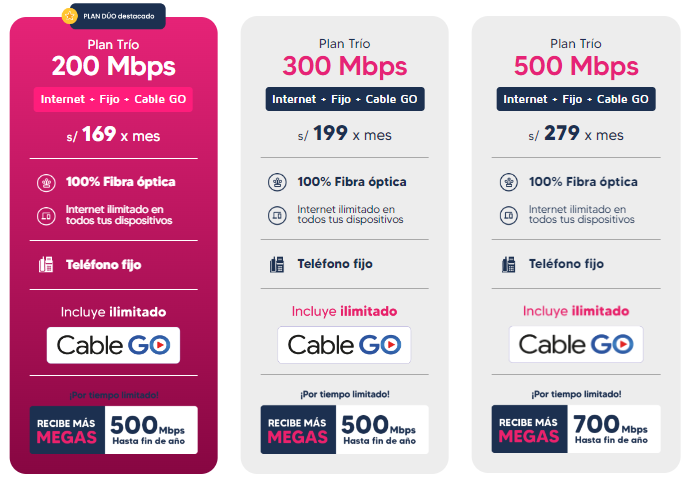 PLAN DÚO destacado
Plan Trío
200 Mbps
Internet + Fijo + Cable GO
s/ 169 x mes
100% Fibra óptica
Internet ilimitado en
todos tus dispositivos
Teléfono fijo
Incluye ilimitado
Cable GO
¡Por tiempo limitado!
RECIBE MÁS
MEGAS
500 Mbps
Hasta fin de año
Plan Trío
300 Mbps
Internet + Fijo + Cable GO
s/ 199 x mes
100% Fibra óptica
Internet ilimitado en
todos tus dispositivos
Teléfono fijo
Incluye ilimitado
Cable GO
¡Por tiempo limitado!
RECIBE MÁS
MEGAS
500 Mbps
Hasta fin de año
Plan Trío
500 Mbps
Internet + Fijo + Cable GO
s/ 279 x mes
100% Fibra óptica
Internet ilimitado en
todos tus dispositivos
Teléfono fijo
Incluye ilimitado
Cable GO
¡Por tiempo limitado!
RECIBE MÁS
MEGAS
700 Mbps
Hasta fin de año